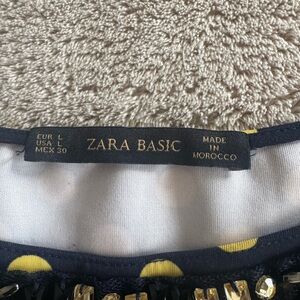 EUR L
USA L
MEX 30
ZARA BASIC
MADE
IN
MOROCCO